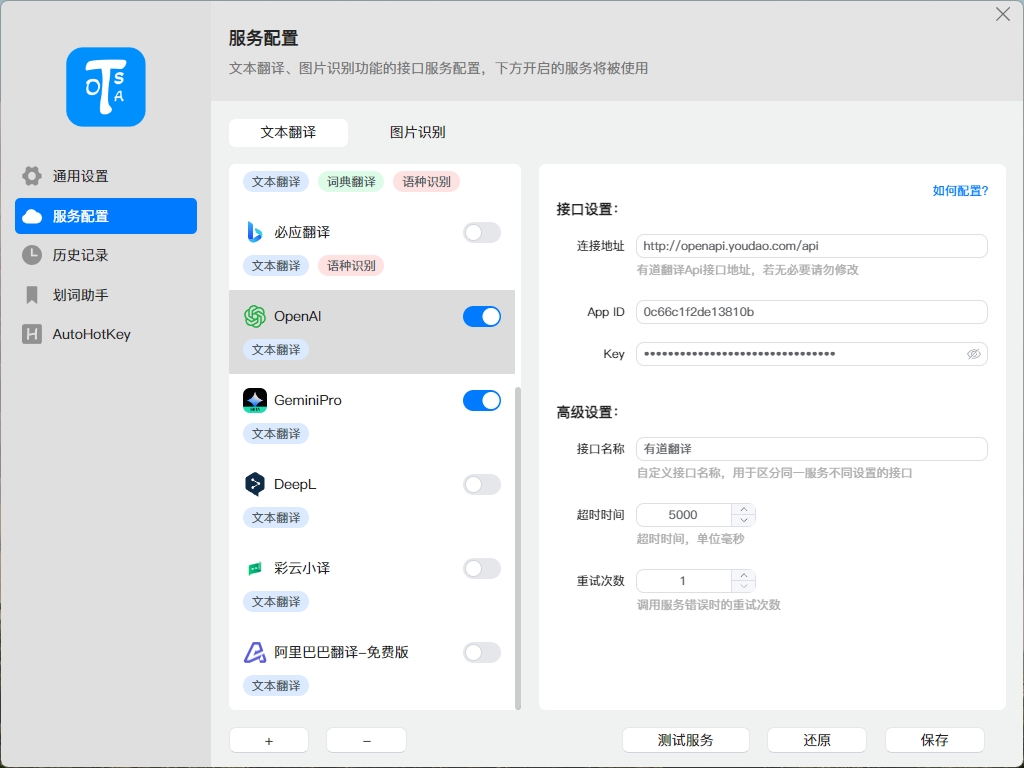 服务配置
文本翻译、图片识别功能的接口服务配置，下方开启的服务将被使用
OTSA
通用设置
服务配置
历史记录
划词助手
AutoHotKey
文本翻译 图片识别
文本翻译 词典翻译 语种识别
必应翻译
文本翻译 语种识别
OpenAI
文本翻译
GeminiPro
文本翻译
DeepL
文本翻译
彩云小译
文本翻译
阿里巴巴翻译-免费版
文本翻译
+ -
如何配置?
接口设置：
连接地址 http://openapi.youdao.com/api
有道翻译Api接口地址，若无必要请勿修改
App ID 0c66c1f2de13810b
Key ••••••••••••••••••••••••••••••••
高级设置：
接口名称 有道翻译
自定义接口名称，用于区分同一服务不同设置的接口
超时时间 5000
超时时间，单位毫秒
重试次数 1
调用服务错误时的重试次数
测试服务 还原 保存